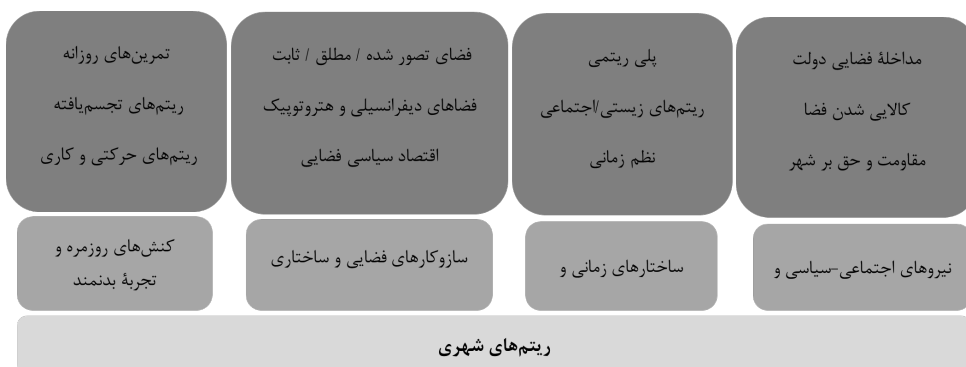 مداخلهٔ فضایی دولت
کالایی شدن فضا
مقاومت و حق بر شهر
پلی ریتمی
ریتم‌های زیستی/اجتماعی
نظم زمانی
فضای تصور شده / مطلق / ثابت
فضاهای دیفرانسیلی و هتروتوپیک
اقتصاد سیاسی فضایی
تمرین‌های روزانه
ریتم‌های تجسم‌یافته
ریتم‌های حرکتی و کاری
نیروهای اجتماعی-سیاسی و
ساختارهای زمانی و
سازوکارهای فضایی و ساختاری
کنش‌های روزمره و
تجربهٔ بدنمند
ریتم‌های شهری